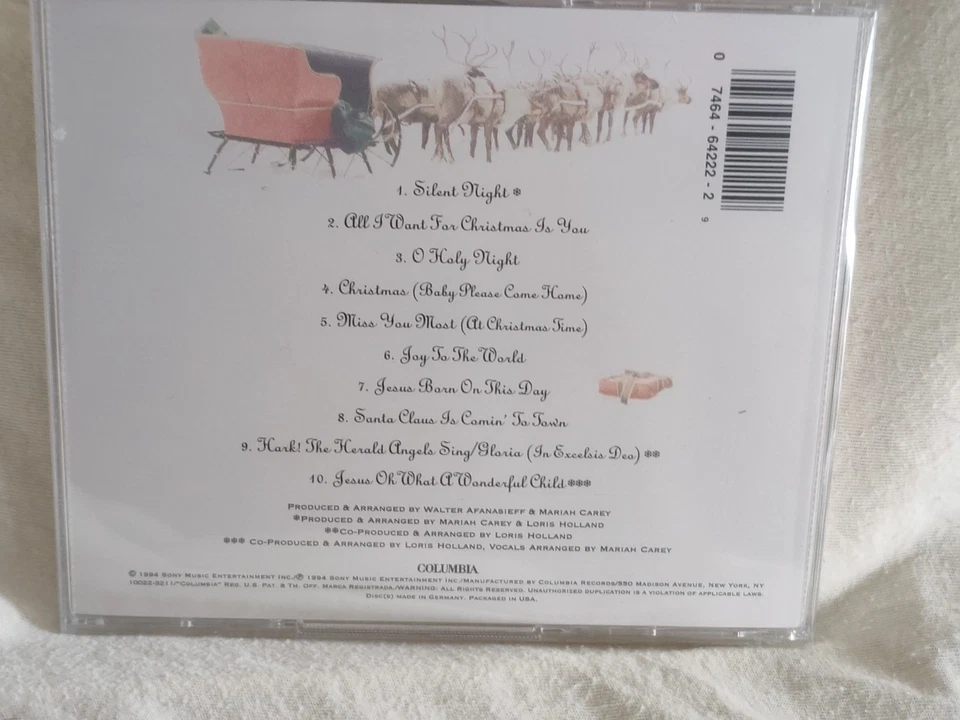 0 7464 - 64222 - 2 9
1. Silent Night *
2. All I Want For Christmas Is You
3. O Holy Night
4. Christmas (Baby Please Come Home)
5. Miss You Most (At Christmas Time)
6. Joy To The World
7. Jesus Born On This Day
8. Santa Claus Is Comin' To Town
9. Hark! The Herald Angels Sing/Gloria (In Excelsis Deo) **
10. Jesus Oh What A Wonderful Child ***
PRODUCED & ARRANGED BY WALTER AFANASIEFF & MARIAH CAREY
*PRODUCED & ARRANGED BY MARIAH CAREY & LORIS HOLLAND
**CO-PRODUCED & ARRANGED BY LORIS HOLLAND
*** CO-PRODUCED & ARRANGED BY LORIS HOLLAND, VOCALS ARRANGED BY MARIAH CAREY
COLUMBIA
© 1994 SONY MUSIC ENTERTAINMENT INC./℗ 1994 SONY MUSIC ENTERTAINMENT INC./MANUFACTURED BY COLUMBIA RECORDS/550 MADISON AVENUE, NEW YORK, NY
10022-3211/"COLUMBIA" REG. U.S. PAT. & TM. OFF. MARCA REGISTRADA/WARNING: ALL RIGHTS RESERVED. UNAUTHORIZED DUPLICATION IS A VIOLATION OF APPLICABLE LAWS.
DISC(S) MADE IN GERMANY. PACKAGED IN USA.